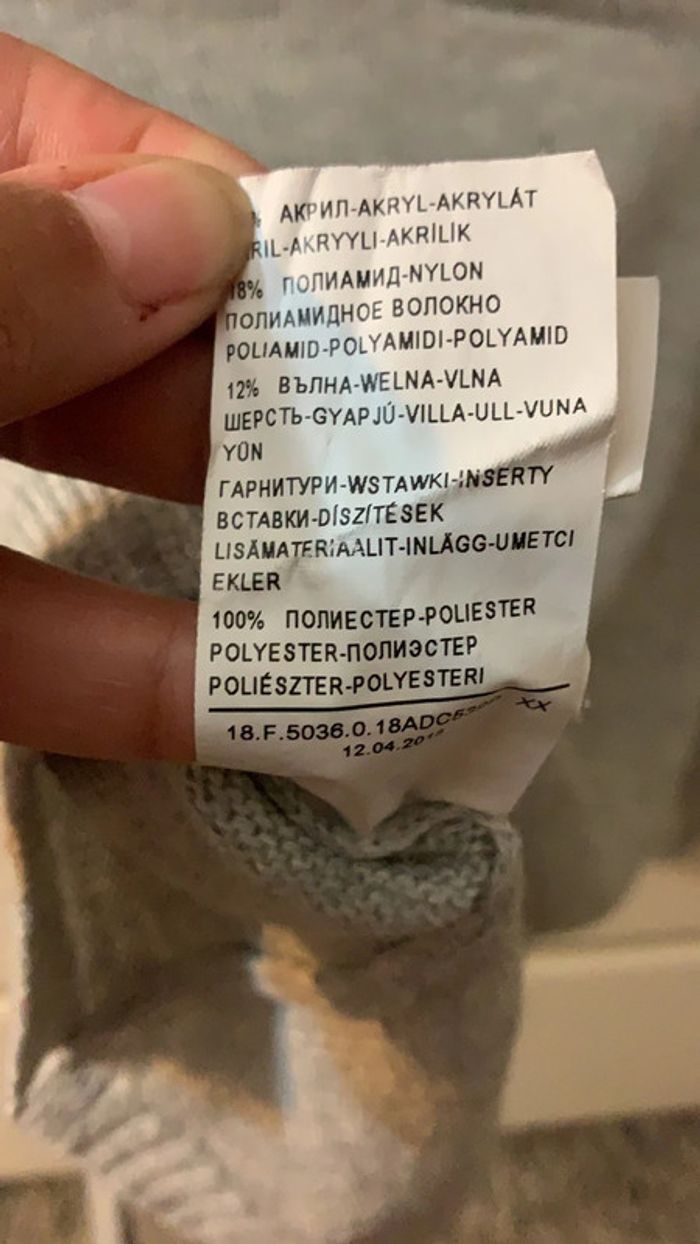 АКРИЛ-AKRYL-AKRYLÁT
-AKRYYLI-AKRİLİK
18% ПОЛИАМИД-NYLON
ПОЛИАМИДНОЕ ВОЛОКНО
POLIAMID-POLYAMIDI-POLYAMID
12% ВЪЛНА-WELNA-VLNA
ШЕРСТЬ-GYAPJÚ-VILLA-ULL-VUNA
YÜN
ГАРНИТУРИ-WSTAWKI-INSERTY
ВСТАВКИ-DÍSZÍTÉSEK
LISÄMATERIAALIT-INLÄGG-UMETCI
EKLER
100% ПОЛИЕСТЕР-POLIESTER
POLYESTER-ПОЛИЭСТЕР
POLIÉSZTER-POLYESTERI
XX